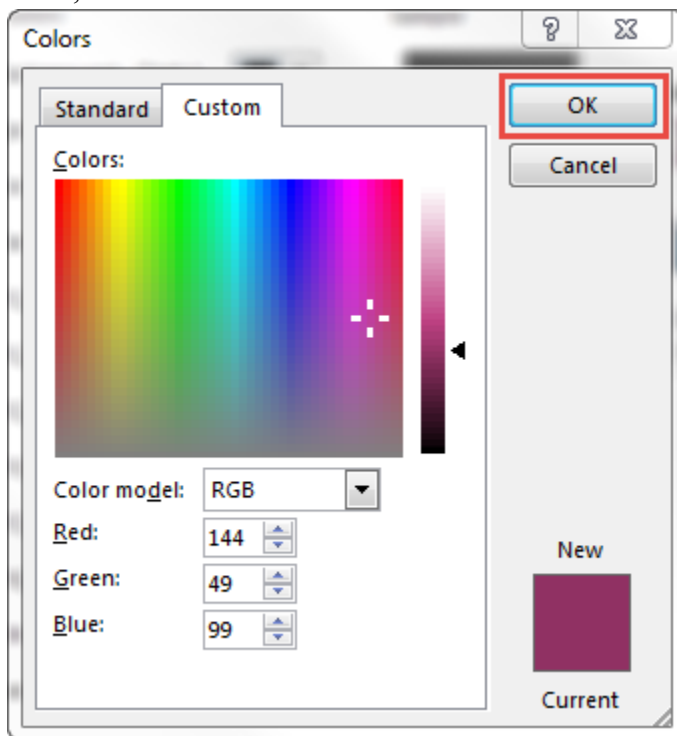 Colors
Standard Custom
OK
Cancel
Colors:
Color model: RGB
Red: 144
Green: 49
Blue: 99
New
Current